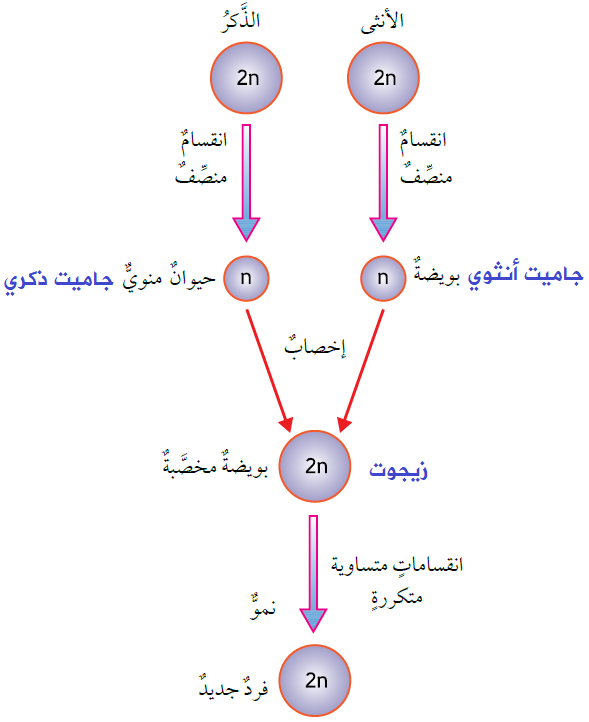 الأنثى
الذَّكرُ
2n
2n
انقسامٌ
منصِّفٌ
انقسامٌ
منصِّفٌ
جاميت أنثوي بويضةٌ
n
n
حيوانٌ منويٌّ جاميت ذكري
إخصابٌ
زيجوت
2n
بويضةٌ مخصَّبةٌ
انقساماتٍ متساوية
متكررةٍ
نموٌّ
2n
فردٌ جديدٌ